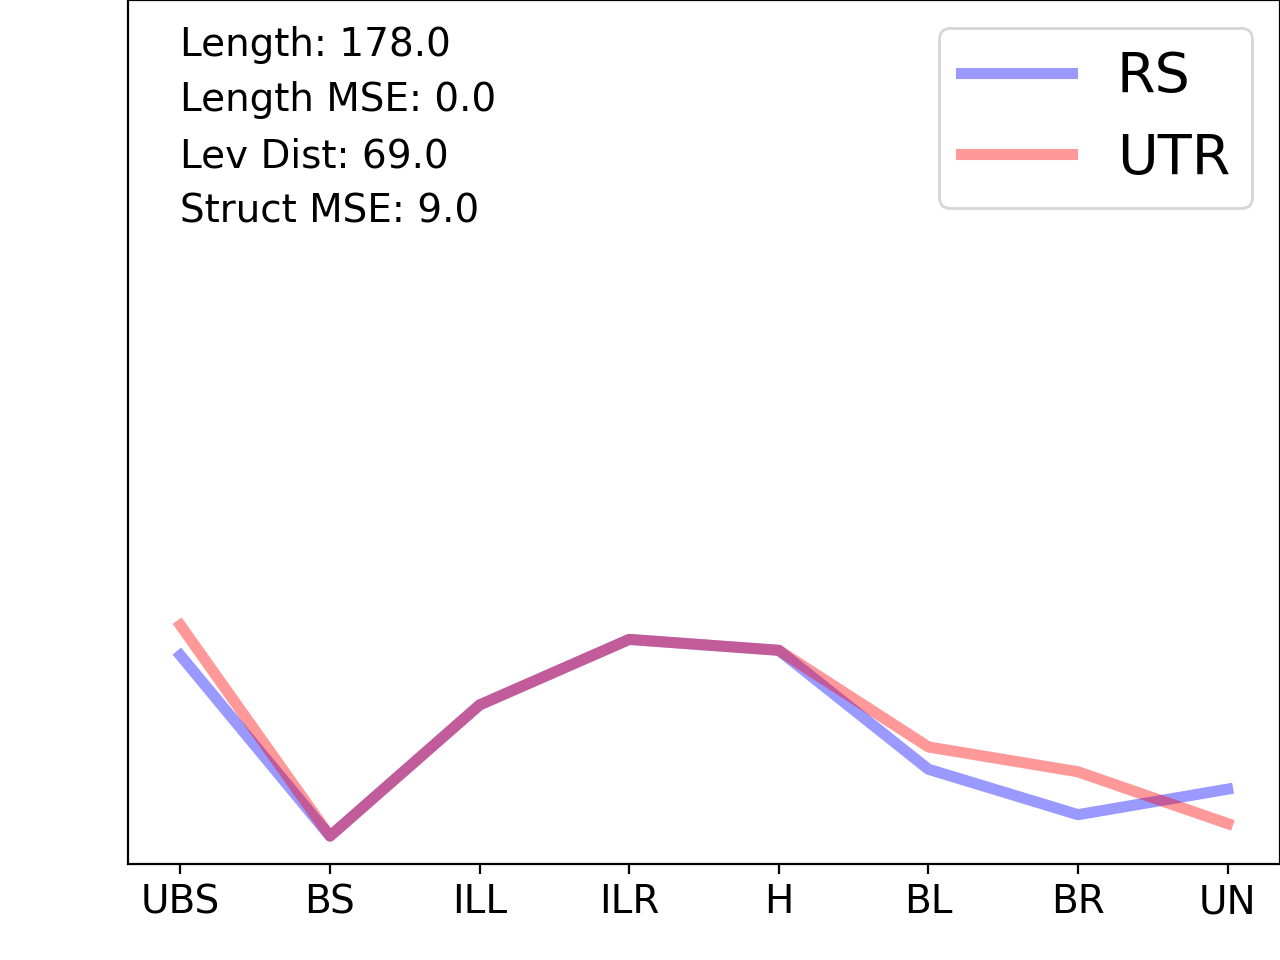 Length: 178.0
Length MSE: 0.0
Lev Dist: 69.0
Struct MSE: 9.0
RS
UTR
UBS BS ILL ILR H BL BR UN